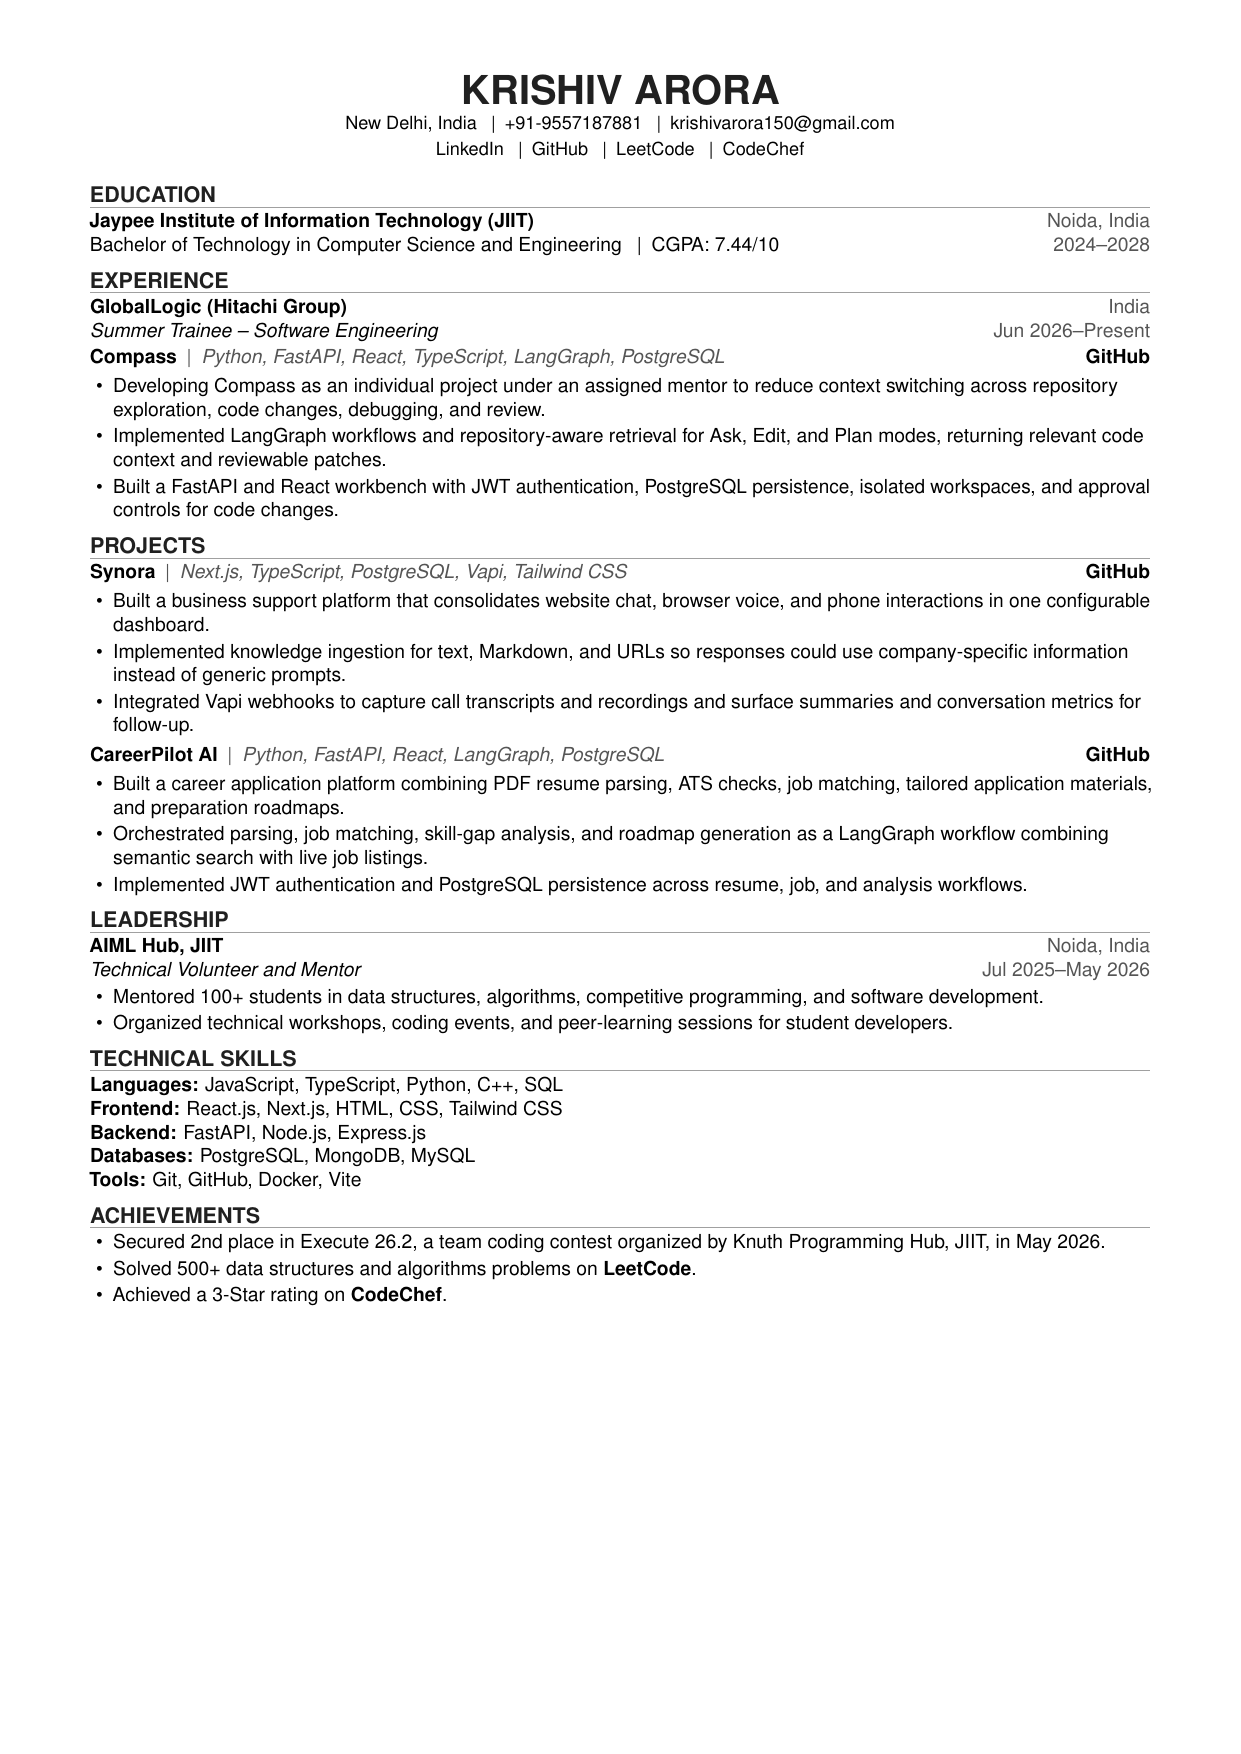 KRISHIV ARORA
New Delhi, India | +91-9557187881 | krishivarora150@gmail.com
LinkedIn | GitHub | LeetCode | CodeChef
EDUCATION
Jaypee Institute of Information Technology (JIIT) Noida, India
Bachelor of Technology in Computer Science and Engineering | CGPA: 7.44/10 2024–2028
EXPERIENCE
GlobalLogic (Hitachi Group) India
Summer Trainee – Software Engineering Jun 2026–Present
Compass | Python, FastAPI, React, TypeScript, LangGraph, PostgreSQL GitHub
• Developing Compass as an individual project under an assigned mentor to reduce context switching across repository
exploration, code changes, debugging, and review.
• Implemented LangGraph workflows and repository-aware retrieval for Ask, Edit, and Plan modes, returning relevant code
context and reviewable patches.
• Built a FastAPI and React workbench with JWT authentication, PostgreSQL persistence, isolated workspaces, and approval
controls for code changes.
PROJECTS
Synora | Next.js, TypeScript, PostgreSQL, Vapi, Tailwind CSS GitHub
• Built a business support platform that consolidates website chat, browser voice, and phone interactions in one configurable
dashboard.
• Implemented knowledge ingestion for text, Markdown, and URLs so responses could use company-specific information
instead of generic prompts.
• Integrated Vapi webhooks to capture call transcripts and recordings and surface summaries and conversation metrics for
follow-up.
CareerPilot AI | Python, FastAPI, React, LangGraph, PostgreSQL GitHub
• Built a career application platform combining PDF resume parsing, ATS checks, job matching, tailored application materials,
and preparation roadmaps.
• Orchestrated parsing, job matching, skill-gap analysis, and roadmap generation as a LangGraph workflow combining
semantic search with live job listings.
• Implemented JWT authentication and PostgreSQL persistence across resume, job, and analysis workflows.
LEADERSHIP
AIML Hub, JIIT Noida, India
Technical Volunteer and Mentor Jul 2025–May 2026
• Mentored 100+ students in data structures, algorithms, competitive programming, and software development.
• Organized technical workshops, coding events, and peer-learning sessions for student developers.
TECHNICAL SKILLS
Languages: JavaScript, TypeScript, Python, C++, SQL
Frontend: React.js, Next.js, HTML, CSS, Tailwind CSS
Backend: FastAPI, Node.js, Express.js
Databases: PostgreSQL, MongoDB, MySQL
Tools: Git, GitHub, Docker, Vite
ACHIEVEMENTS
• Secured 2nd place in Execute 26.2, a team coding contest organized by Knuth Programming Hub, JIIT, in May 2026.
• Solved 500+ data structures and algorithms problems on LeetCode.
• Achieved a 3-Star rating on CodeChef.